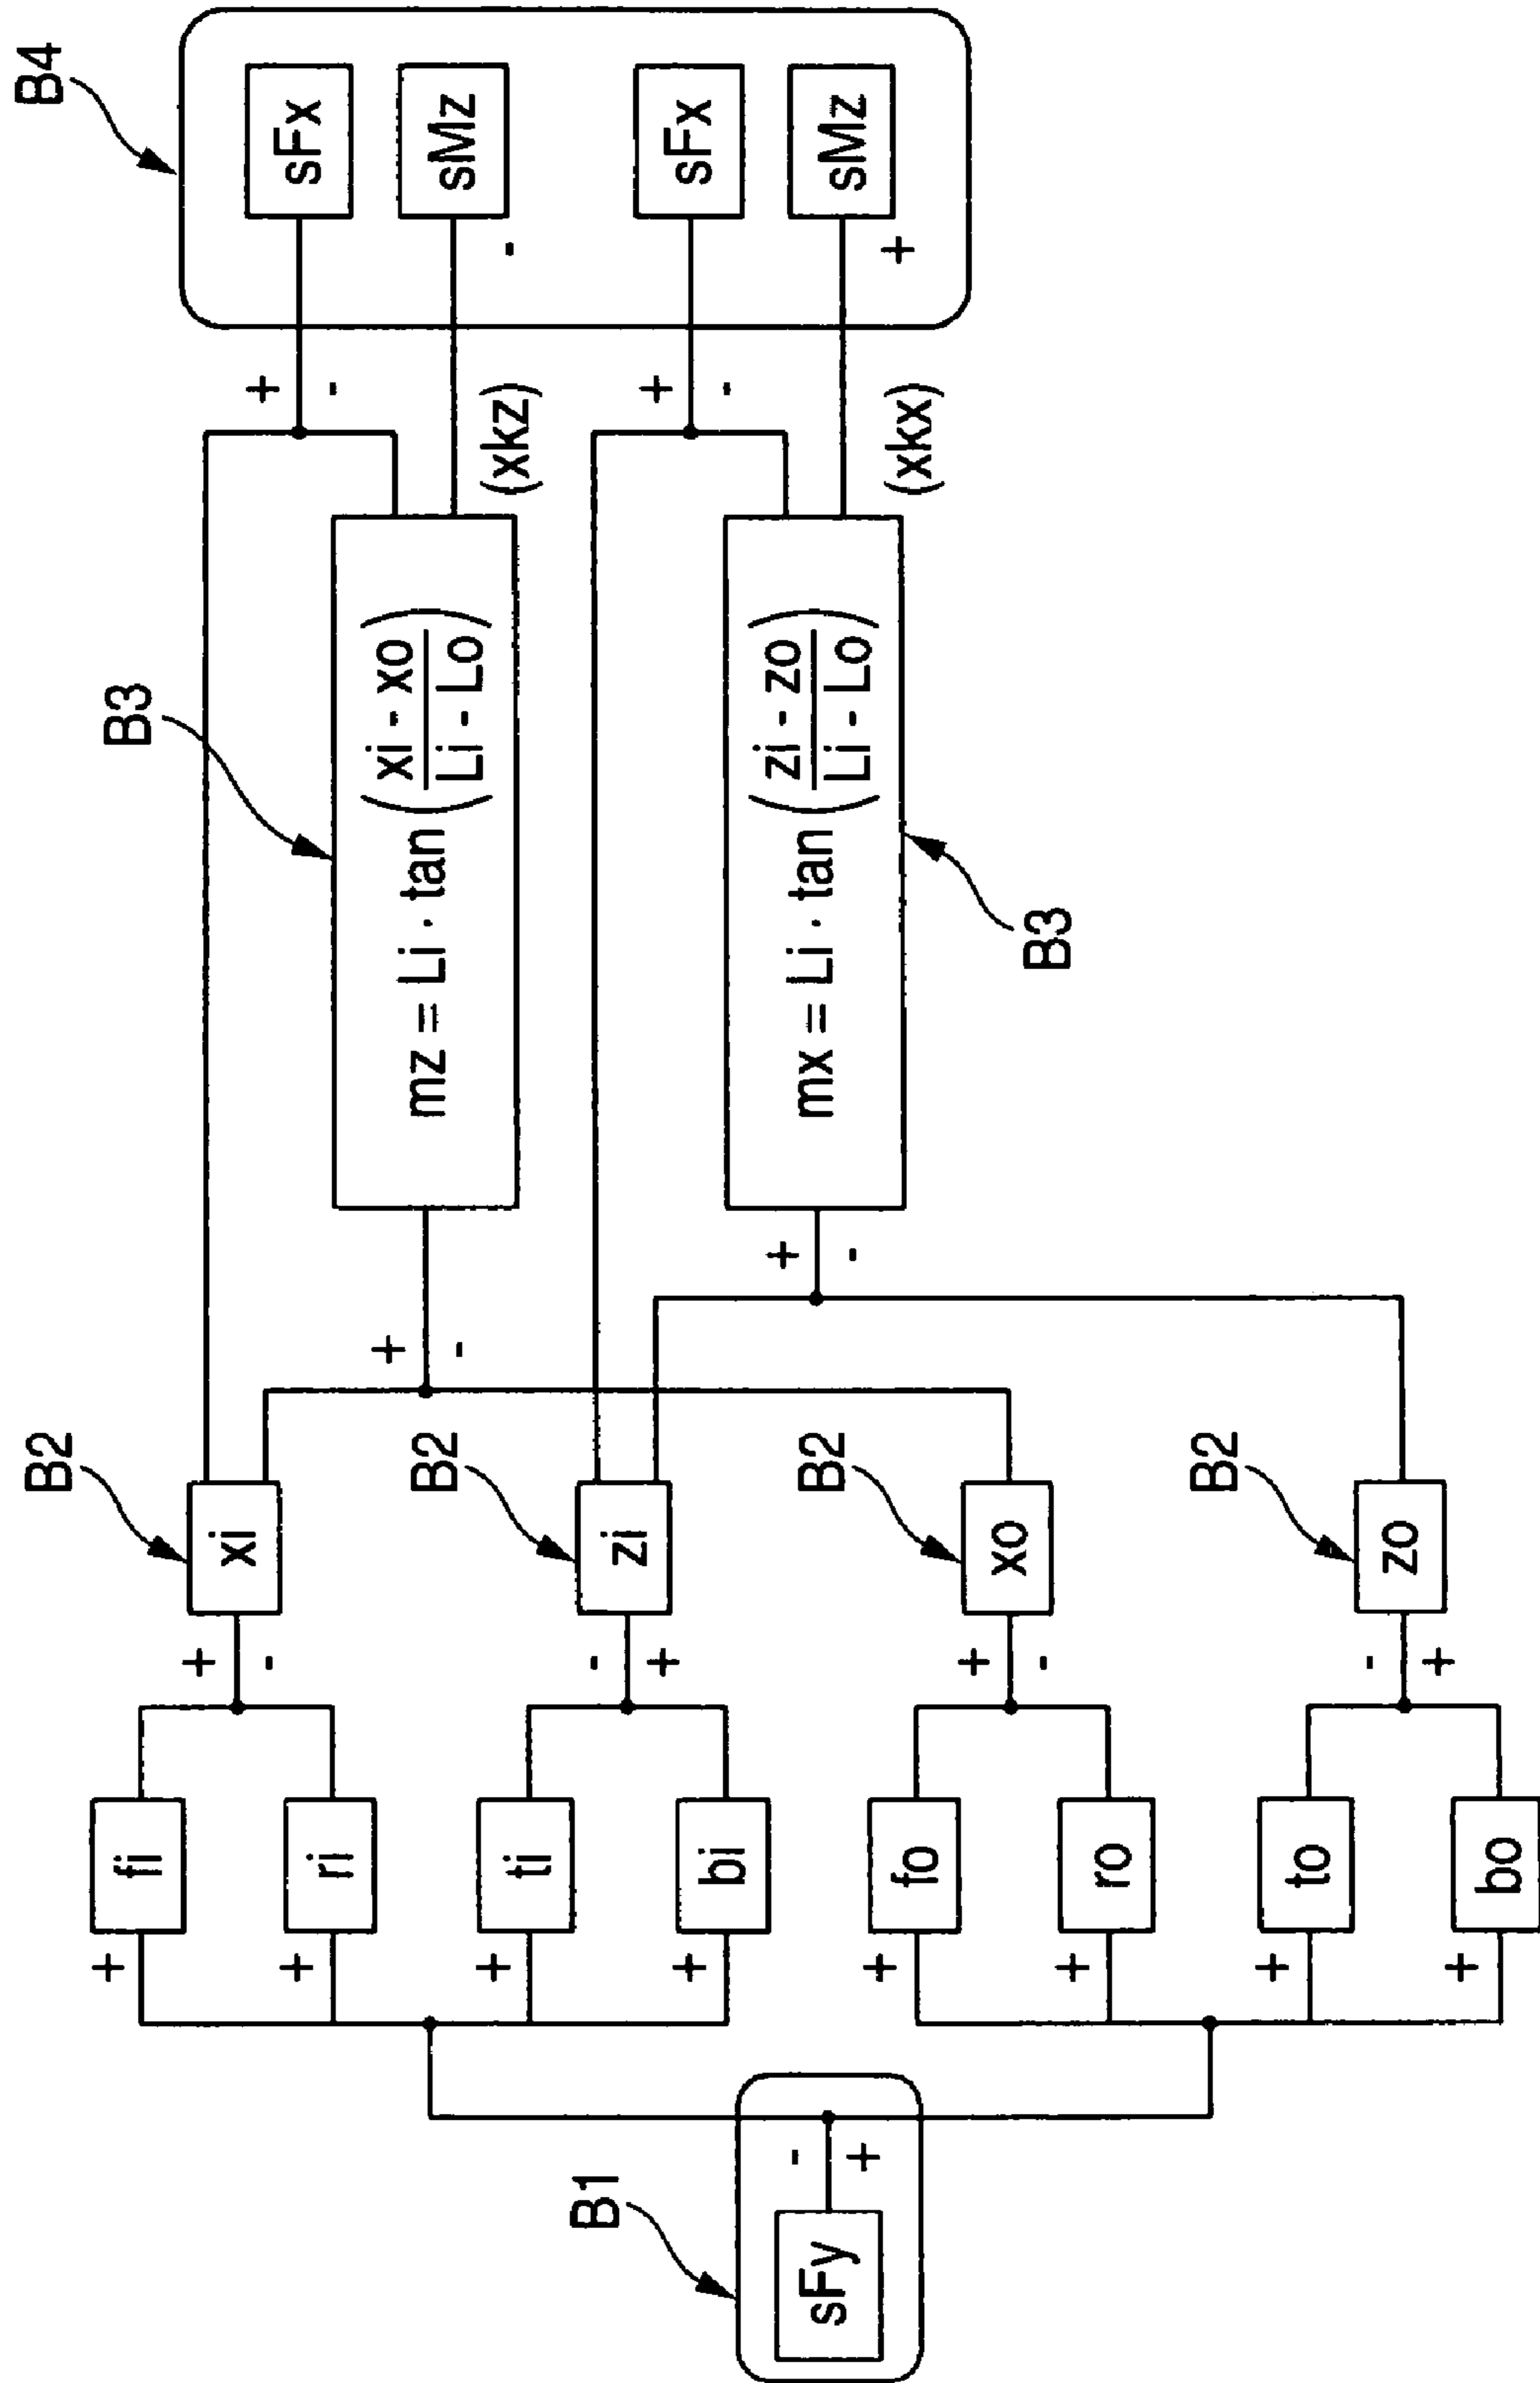 B1
sFy
-
+
+
fi
+
ri
+
ti
+
bi
+
fo
+
ro
+
to
+
bo
+
-
-
+
+
-
-
+
B2
xi
B2
zi
B2
xo
B2
zo
+
-
+
-
B3
mz = Li · tan (xi - xo / Li - Lo)
mx = Li · tan (zi - zo / Li - Lo)
B3
+
-
(xkz)
+
-
(xkx)
B4
sFx
sMz
-
sFx
sMz
+